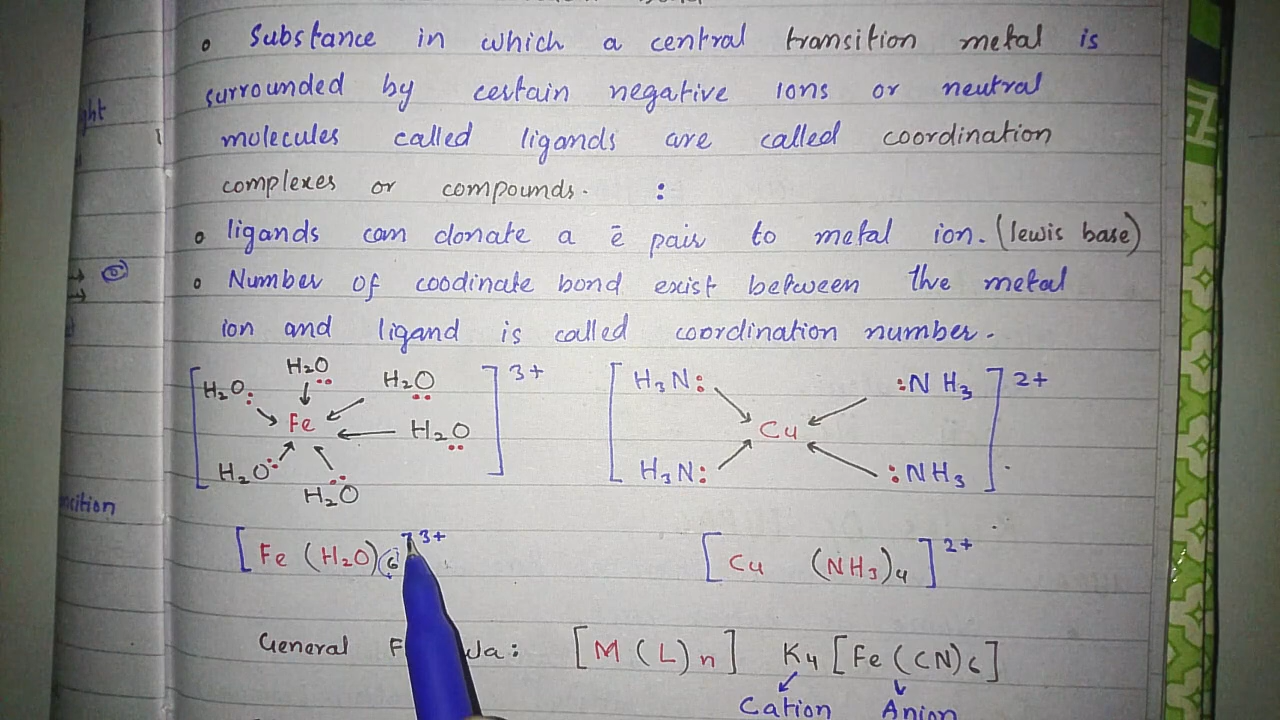 • Substance in which a central transition metal is
surrounded by certain negative ions or neutral
molecules called ligands are called coordination
complexes or compounds. :
• ligands can donate a ē pair to metal ion. (lewis base)
• Number of coodinate bond exist between the metal
ion and ligand is called coordination number.
[H₂O: H₂O H₂O Fe H₂O H₂O H₂O]³⁺
[H₃N: :NH₃ Cu H₃N: :NH₃]²⁺
[Fe (H₂O)₆]³⁺ [Cu (NH₃)₄]²⁺
General [M(L)n] K₄[Fe(CN)₆]
Cation Anion
ght